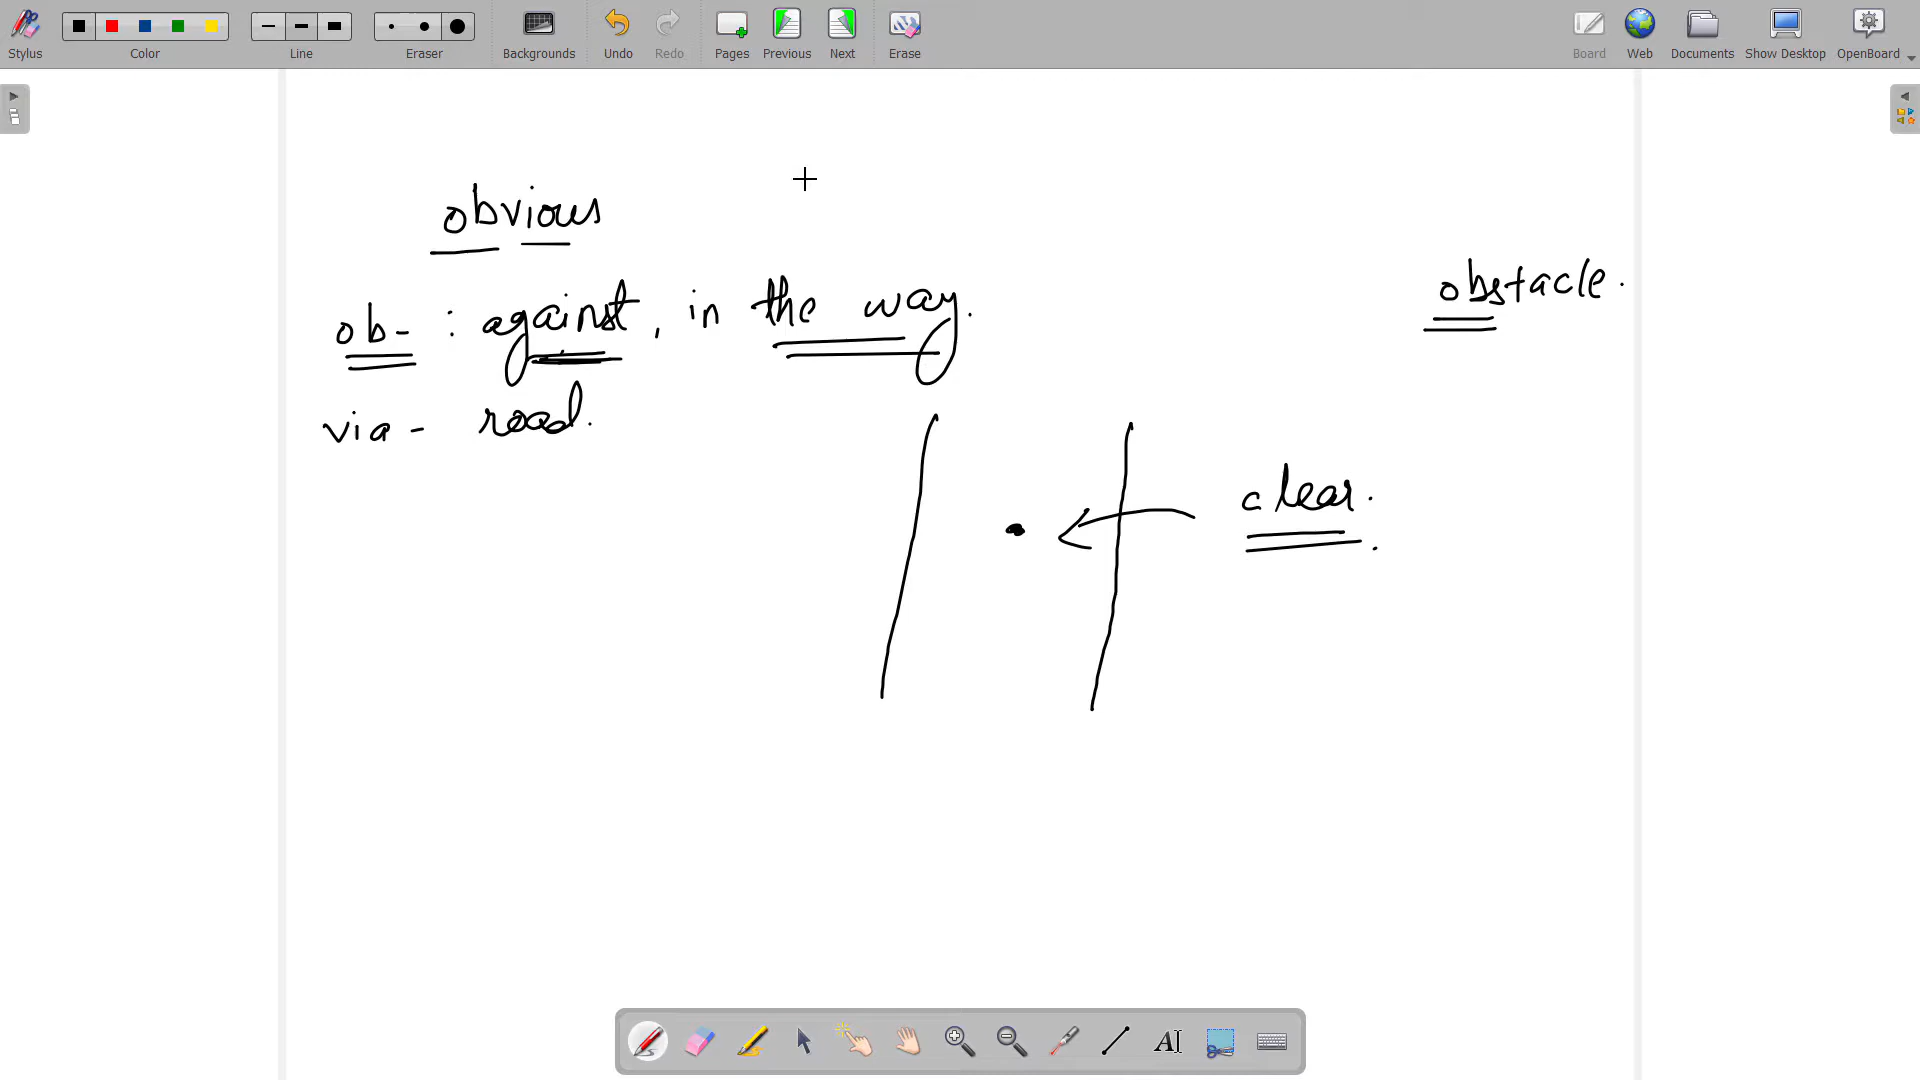 Stylus Color Line Eraser Backgrounds Undo Redo Pages Previous Next Erase Board Web Documents Show Desktop OpenBoard
obvious
obstacle.
ob- : against, in the way.
via - road.
clear.